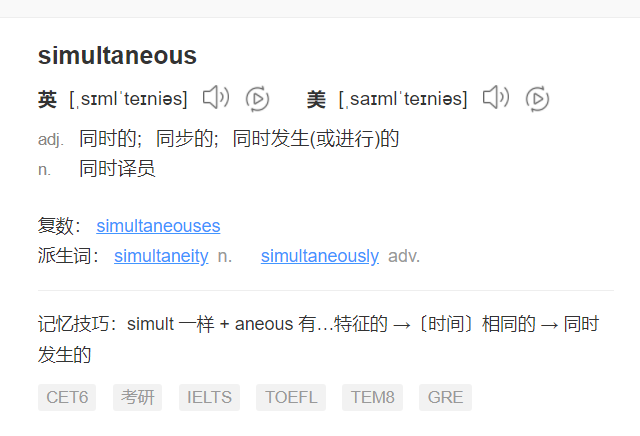 simultaneous
英 [ˌsɪmlˈteɪniəs] 美 [ˌsaɪmlˈteɪniəs]
adj. 同时的；同步的；同时发生(或进行)的
n. 同时译员
复数： simultaneouses
派生词： simultaneity n. simultaneously adv.
记忆技巧：simult 一样 + aneous 有…特征的 →〔时间〕相同的 → 同时
发生的
CET6 考研 IELTS TOEFL TEM8 GRE